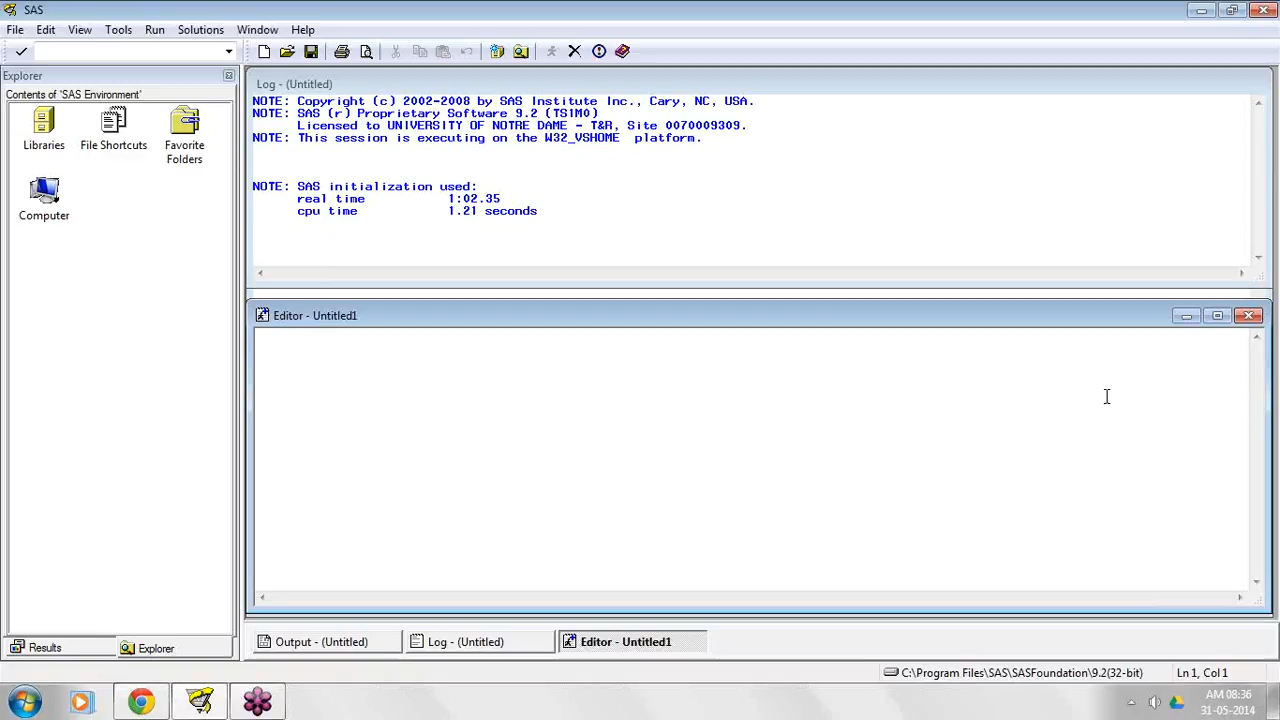 SAS
File Edit View Tools Run Solutions Window Help
Explorer
Contents of 'SAS Environment'
Libraries
File Shortcuts
Favorite
Folders
Computer
Results
Explorer
Log - (Untitled)
NOTE: Copyright (c) 2002-2008 by SAS Institute Inc., Cary, NC, USA.
NOTE: SAS (r) Proprietary Software 9.2 (TS1M0)
Licensed to UNIVERSITY OF NOTRE DAME - T&R, Site 0070009309.
NOTE: This session is executing on the W32_VSHOME platform.
NOTE: SAS initialization used:
real time 1:02.35
cpu time 1.21 seconds
Editor - Untitled1
Output - (Untitled) Log - (Untitled) Editor - Untitled1
C:\Program Files\SAS\SASFoundation\9.2(32-bit) Ln 1, Col 1
AM 08:36
31-05-2014